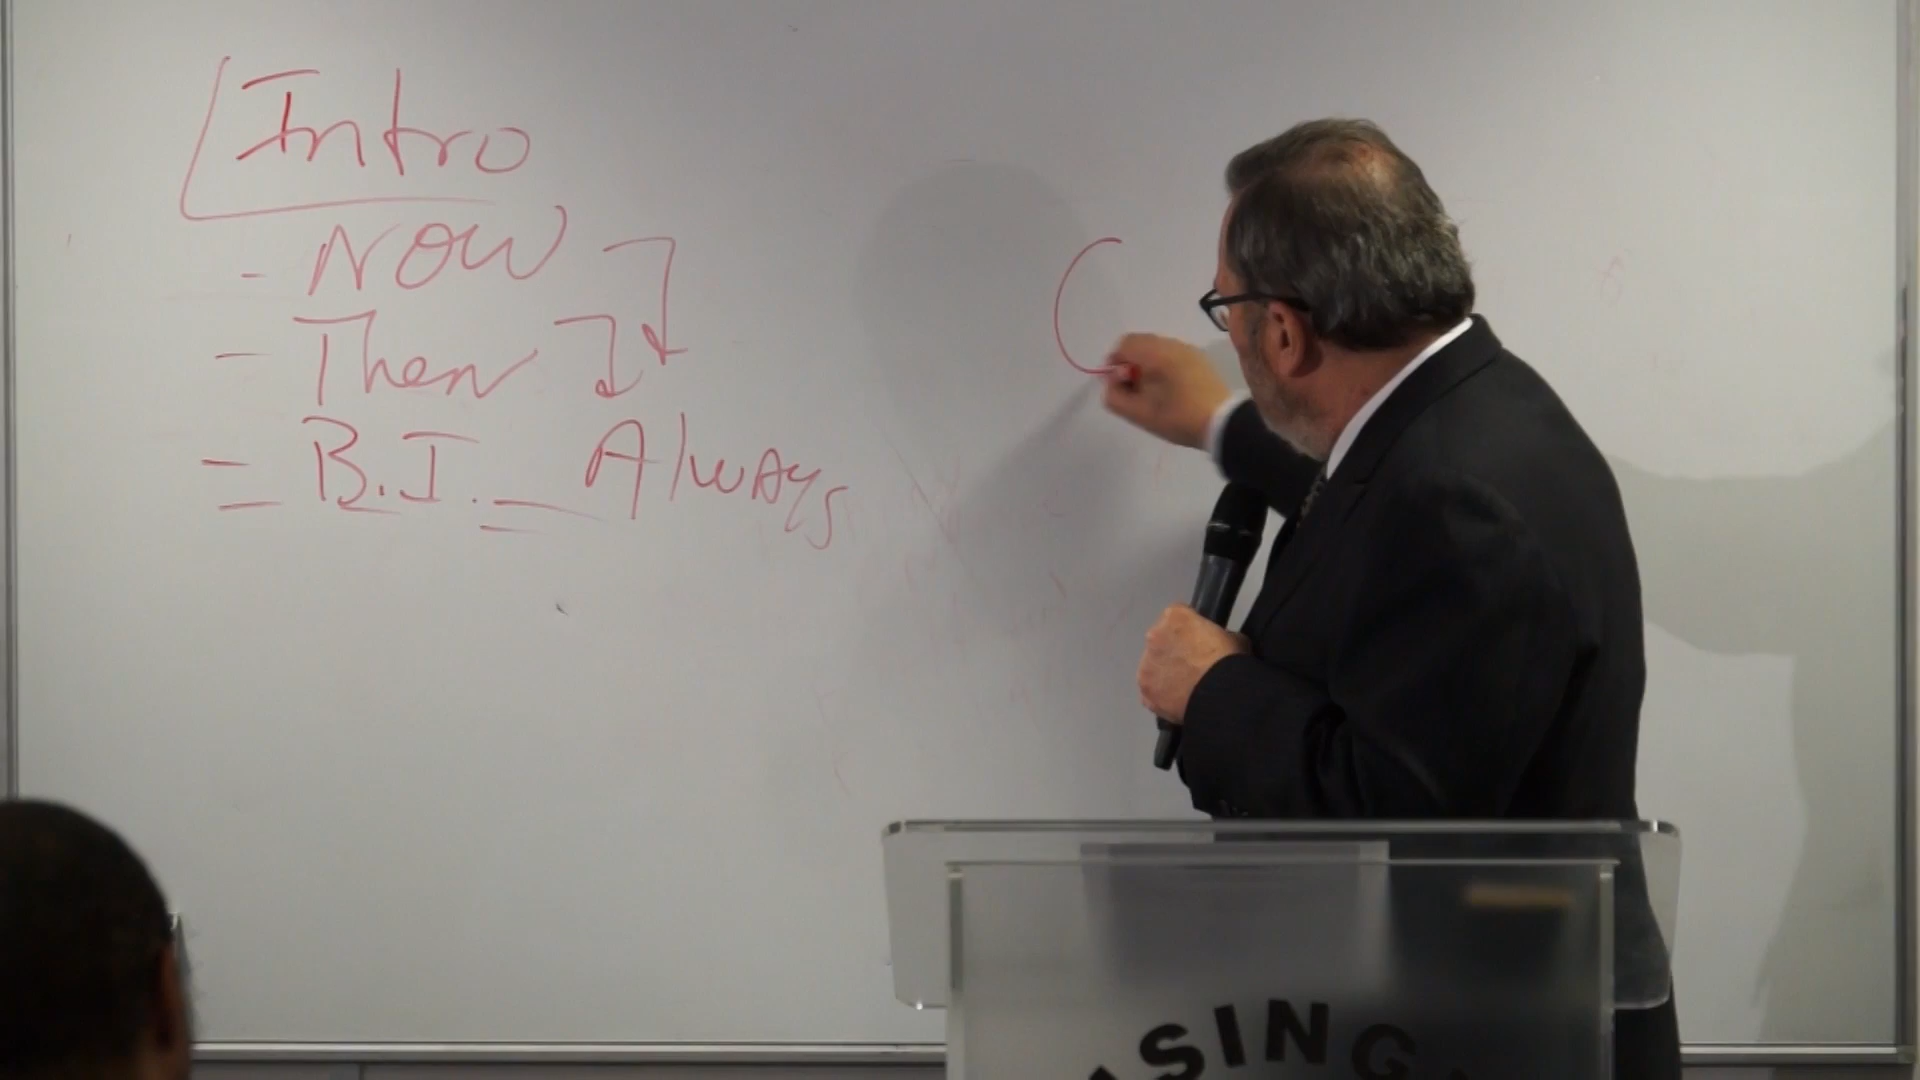 Intro
- Now
- Then
= B.I. - Always
C
ASING